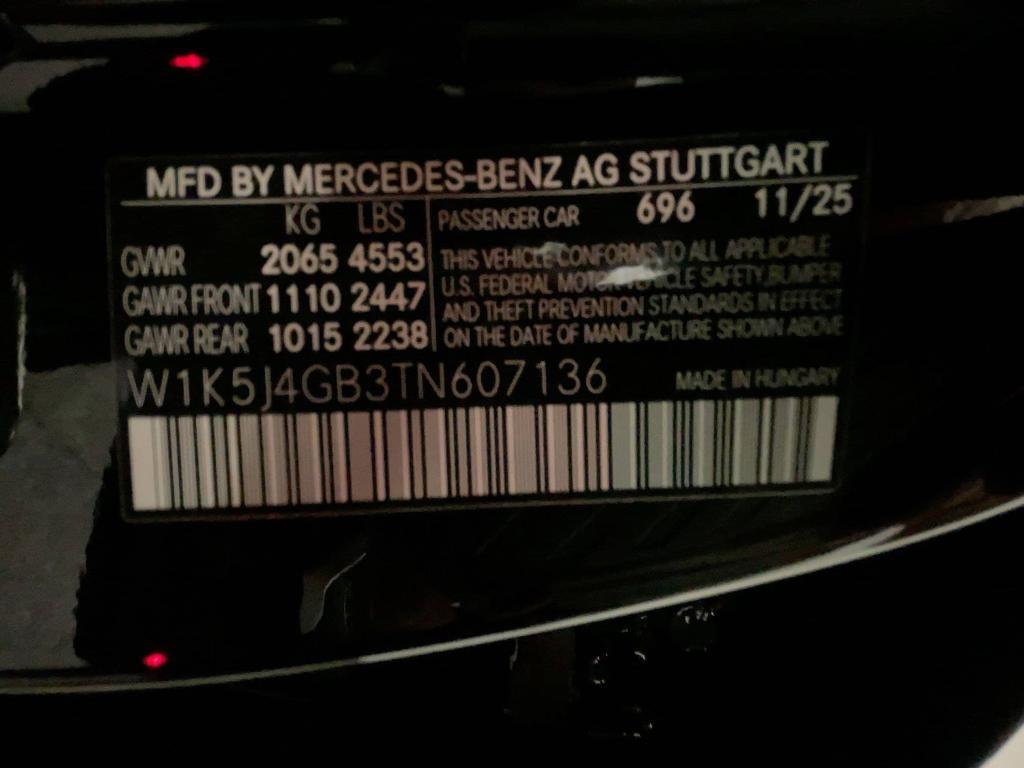 MFD BY MERCEDES-BENZ AG STUTTGART
KG LBS
GVWR 2065 4553
GAWR FRONT 1110 2447
GAWR REAR 1015 2238
PASSENGER CAR 696 11/25
THIS VEHICLE CONFORMS TO ALL APPLICABLE
U.S. FEDERAL MOTOR VEHICLE SAFETY,BUMPER
AND THEFT PREVENTION STANDARDS IN EFFECT
ON THE DATE OF MANUFACTURE SHOWN ABOVE
W1K5J4GB3TN607136 MADE IN HUNGARY